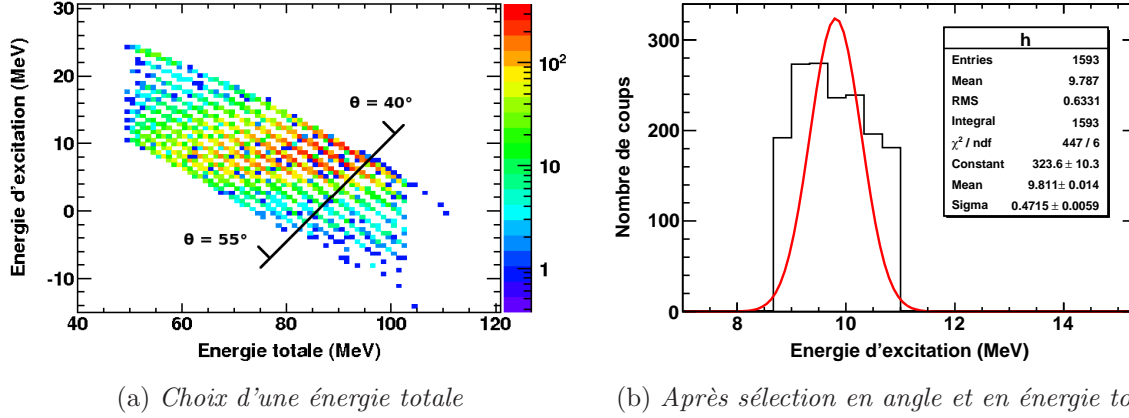 30
20
10
0
-10
40
60
80
100
120
Energie totale (MeV)
Energie d'excitation (MeV)
θ = 40°
θ = 55°
10²
10
1
300
200
100
0
8
10
12
14
Energie d'excitation (MeV)
Nombre de coups
h
Entries 1593
Mean 9.787
RMS 0.6331
Integral 1593
χ² / ndf 447 / 6
Constant 323.6 ± 10.3
Mean 9.811± 0.014
Sigma 0.4715 ± 0.0059
(a) Choix d'une énergie totale
(b) Après sélection en angle et en énergie to